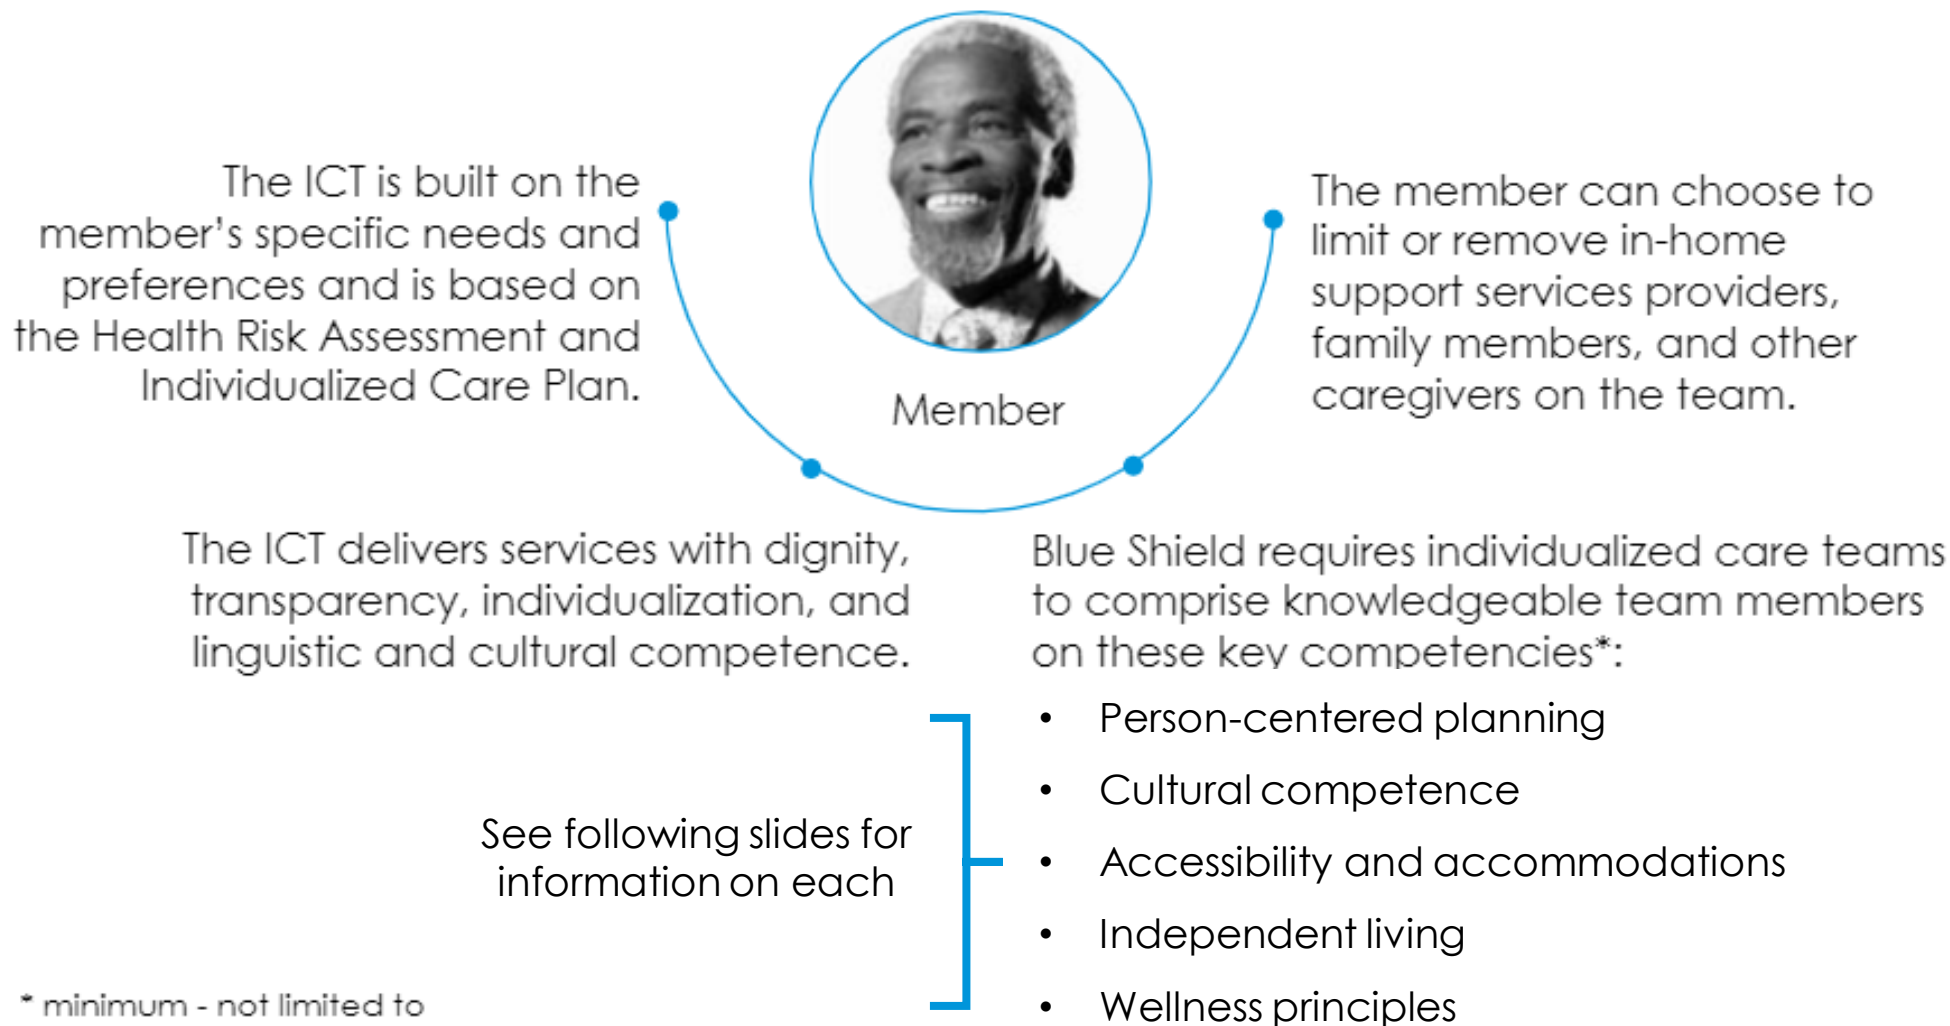 The ICT is built on the
member's specific needs and
preferences and is based on
the Health Risk Assessment and
Individualized Care Plan.
Member
The member can choose to
limit or remove in-home
support services providers,
family members, and other
caregivers on the team.
The ICT delivers services with dignity,
transparency, individualization, and
linguistic and cultural competence.
Blue Shield requires individualized care teams
to comprise knowledgeable team members
on these key competencies*:
See following slides for
information on each
• Person-centered planning
• Cultural competence
• Accessibility and accommodations
• Independent living
• Wellness principles
* minimum - not limited to